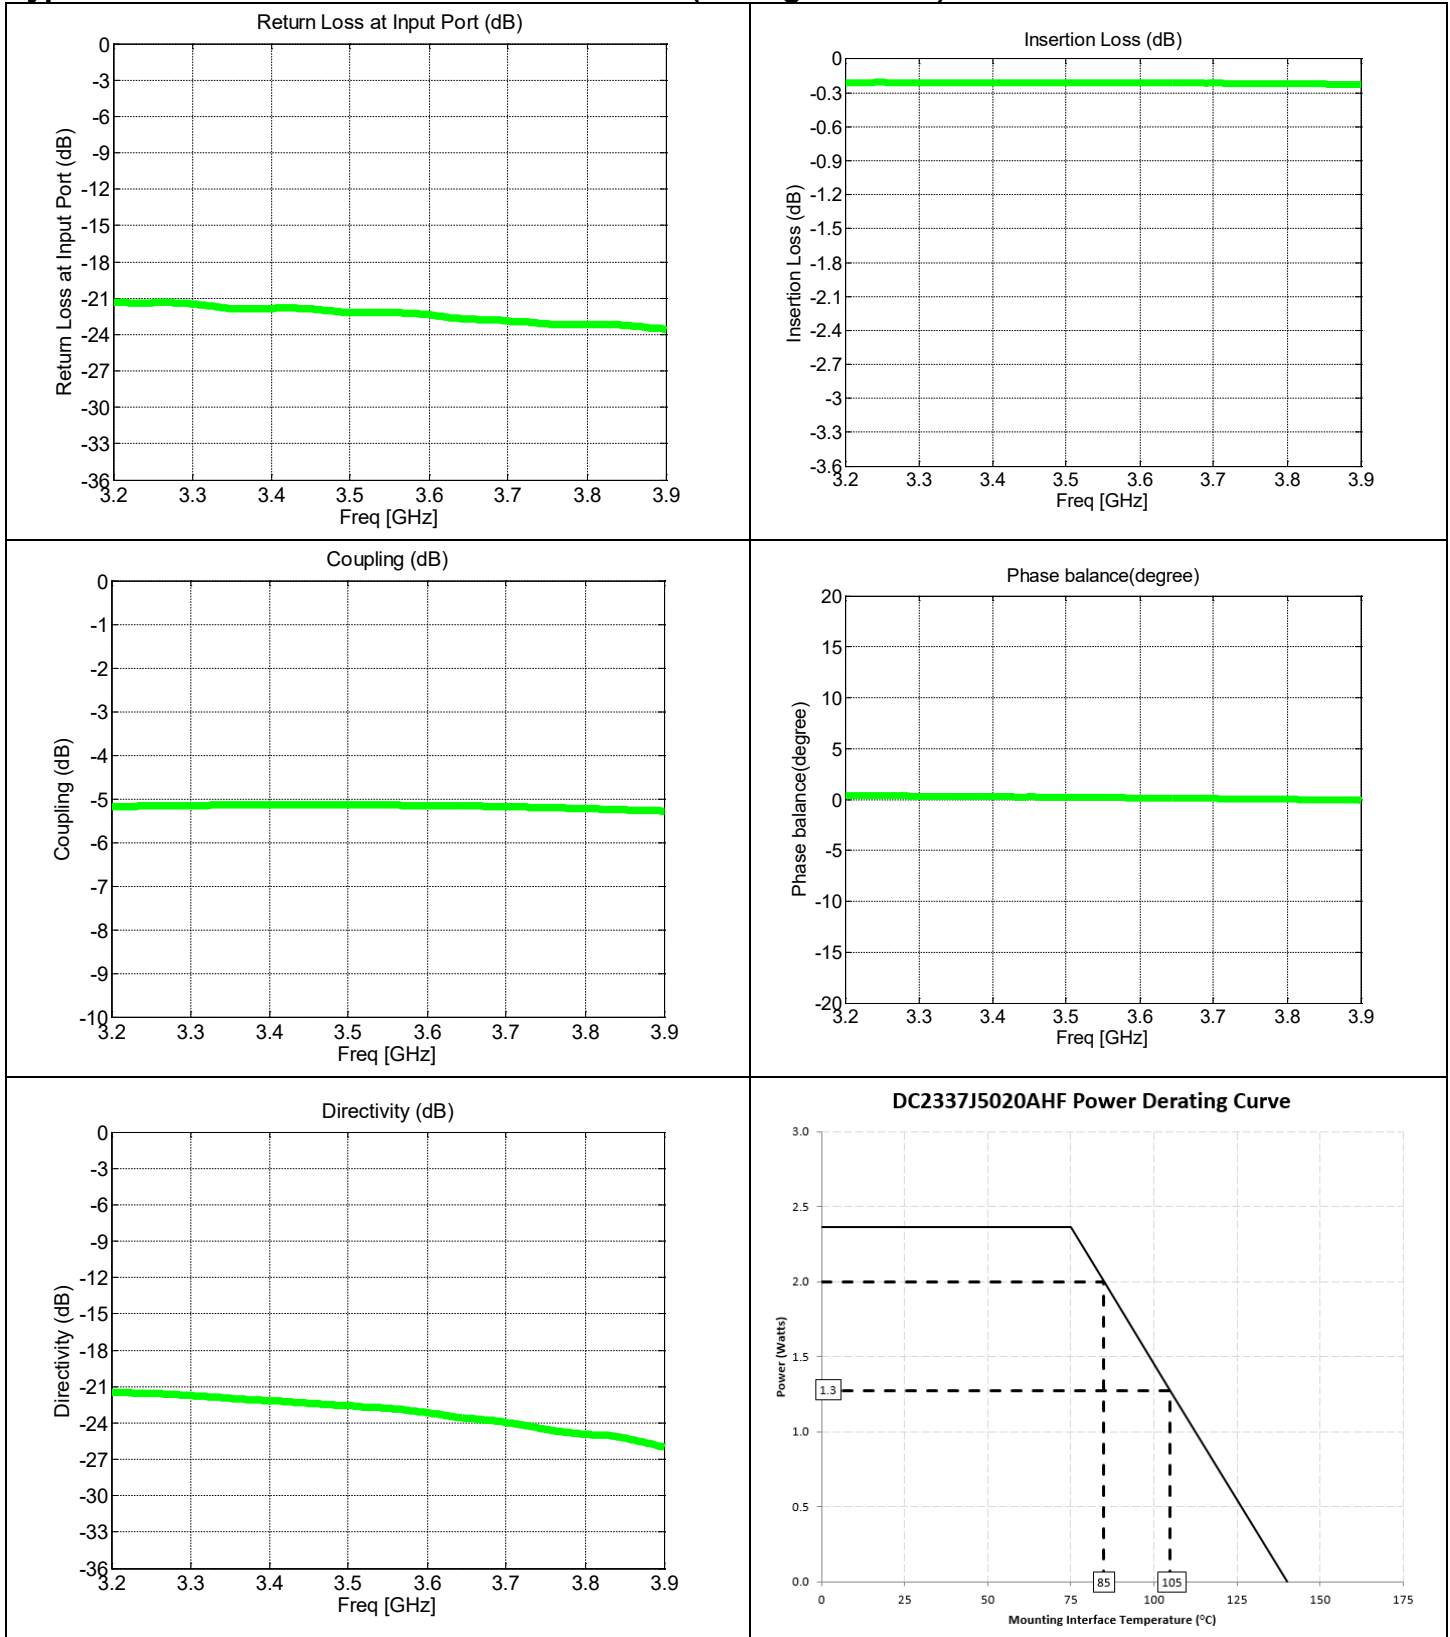 Return Loss at Input Port (dB)
Return Loss at Input Port (dB)
0
-3
-6
-9
-12
-15
-18
-21
-24
-27
-30
-33
-36
3.2 3.3 3.4 3.5 3.6 3.7 3.8 3.9
Freq [GHz]
Insertion Loss (dB)
Insertion Loss (dB)
0
-0.3
-0.6
-0.9
-1.2
-1.5
-1.8
-2.1
-2.4
-2.7
-3
-3.3
-3.6
3.2 3.3 3.4 3.5 3.6 3.7 3.8 3.9
Freq [GHz]
Coupling (dB)
Coupling (dB)
0
-1
-2
-3
-4
-5
-6
-7
-8
-9
-10
3.2 3.3 3.4 3.5 3.6 3.7 3.8 3.9
Freq [GHz]
Phase balance(degree)
Phase balance(degree)
20
15
10
5
0
-5
-10
-15
-20
3.2 3.3 3.4 3.5 3.6 3.7 3.8 3.9
Freq [GHz]
Directivity (dB)
Directivity (dB)
0
-3
-6
-9
-12
-15
-18
-21
-24
-27
-30
-33
-36
3.2 3.3 3.4 3.5 3.6 3.7 3.8 3.9
Freq [GHz]
DC2337J5020AHF Power Derating Curve
Power (Watts)
3.0
2.5
2.0
1.5
1.3
1.0
0.5
0.0
85 105
0 25 50 75 100 125 150 175
Mounting Interface Temperature (°C)